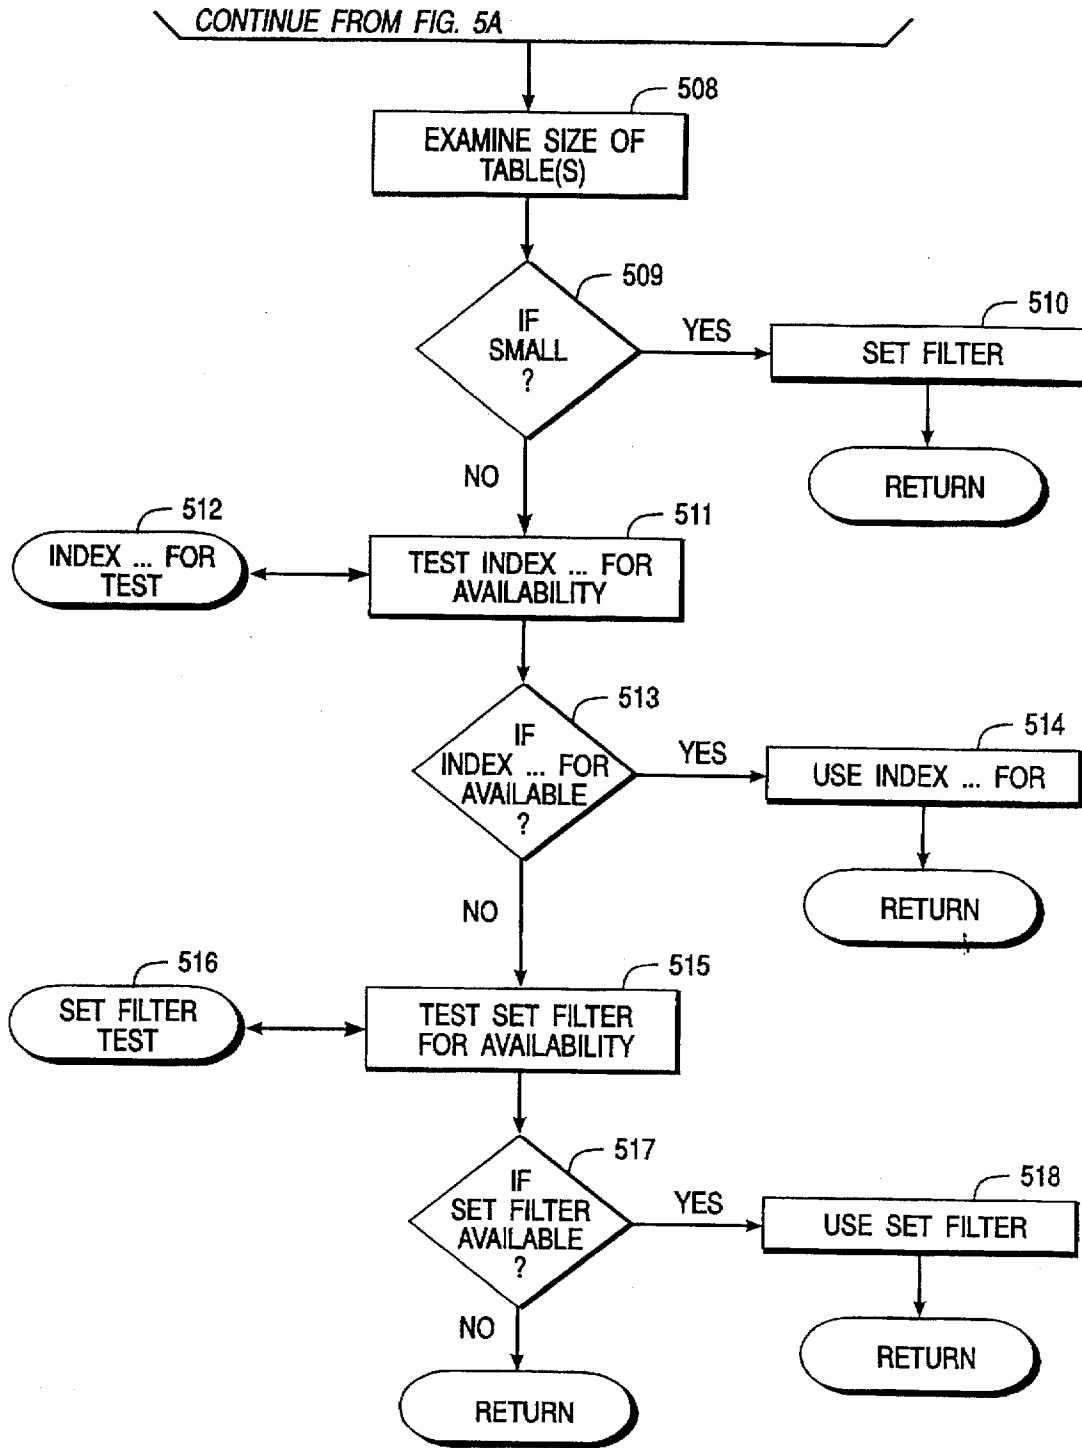 CONTINUE FROM FIG. 5A
508
EXAMINE SIZE OF
TABLE(S)
509
IF
SMALL
?
YES
510
SET FILTER
RETURN
NO
512
INDEX ... FOR
TEST
511
TEST INDEX ... FOR
AVAILABILITY
513
IF
INDEX ... FOR
AVAILABLE
?
YES
514
USE INDEX ... FOR
RETURN
NO
516
SET FILTER
TEST
515
TEST SET FILTER
FOR AVAILABILITY
517
IF
SET FILTER
AVAILABLE
?
YES
518
USE SET FILTER
RETURN
NO
RETURN